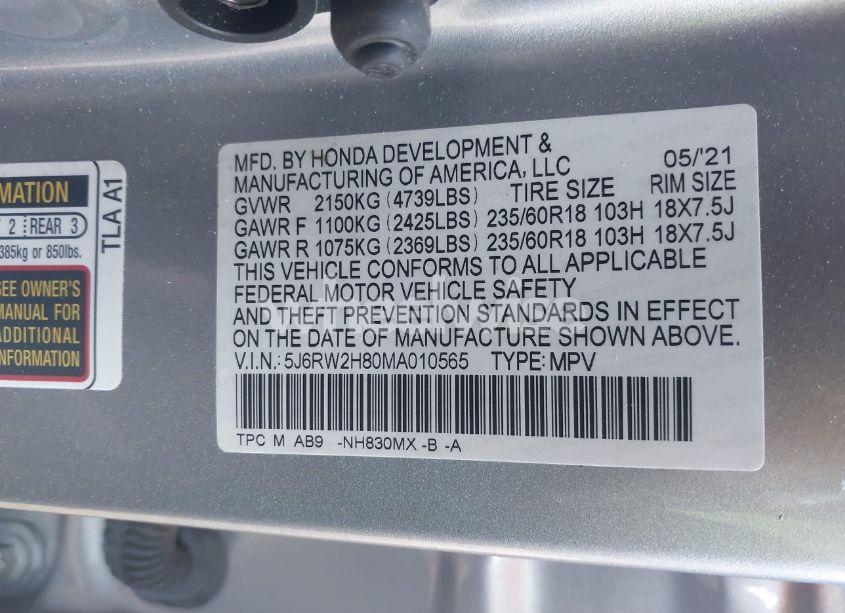 MFD. BY HONDA DEVELOPMENT &
MANUFACTURING OF AMERICA, LLC 05/'21
GVWR 2150KG (4739LBS) TIRE SIZE RIM SIZE
GAWR F 1100KG (2425LBS) 235/60R18 103H 18X7.5J
GAWR R 1075KG (2369LBS) 235/60R18 103H 18X7.5J
THIS VEHICLE CONFORMS TO ALL APPLICABLE
FEDERAL MOTOR VEHICLE SAFETY
AND THEFT PREVENTION STANDARDS IN EFFECT
ON THE DATE OF MANUFACTURE SHOWN ABOVE.
V.I.N.: 5J6RW2H80MA010565 TYPE: MPV
TPC M AB9 -NH830MX -B -A
MATION
2 REAR 3
385kg or 850lbs.
SEE OWNER'S
MANUAL FOR
ADDITIONAL
INFORMATION
TLA A1